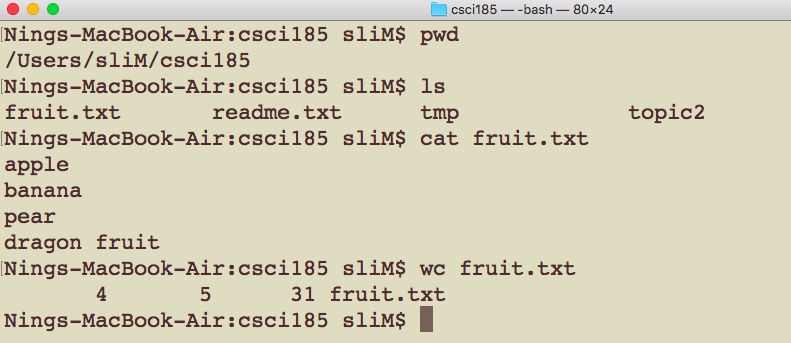 csci185 — -bash — 80×24
[Nings-MacBook-Air:csci185 sliM$ pwd
/Users/sliM/csci185
[Nings-MacBook-Air:csci185 sliM$ ls
fruit.txt       readme.txt      tmp             topic2
[Nings-MacBook-Air:csci185 sliM$ cat fruit.txt
apple
banana
pear
dragon fruit
[Nings-MacBook-Air:csci185 sliM$ wc fruit.txt
       4       5      31 fruit.txt
Nings-MacBook-Air:csci185 sliM$